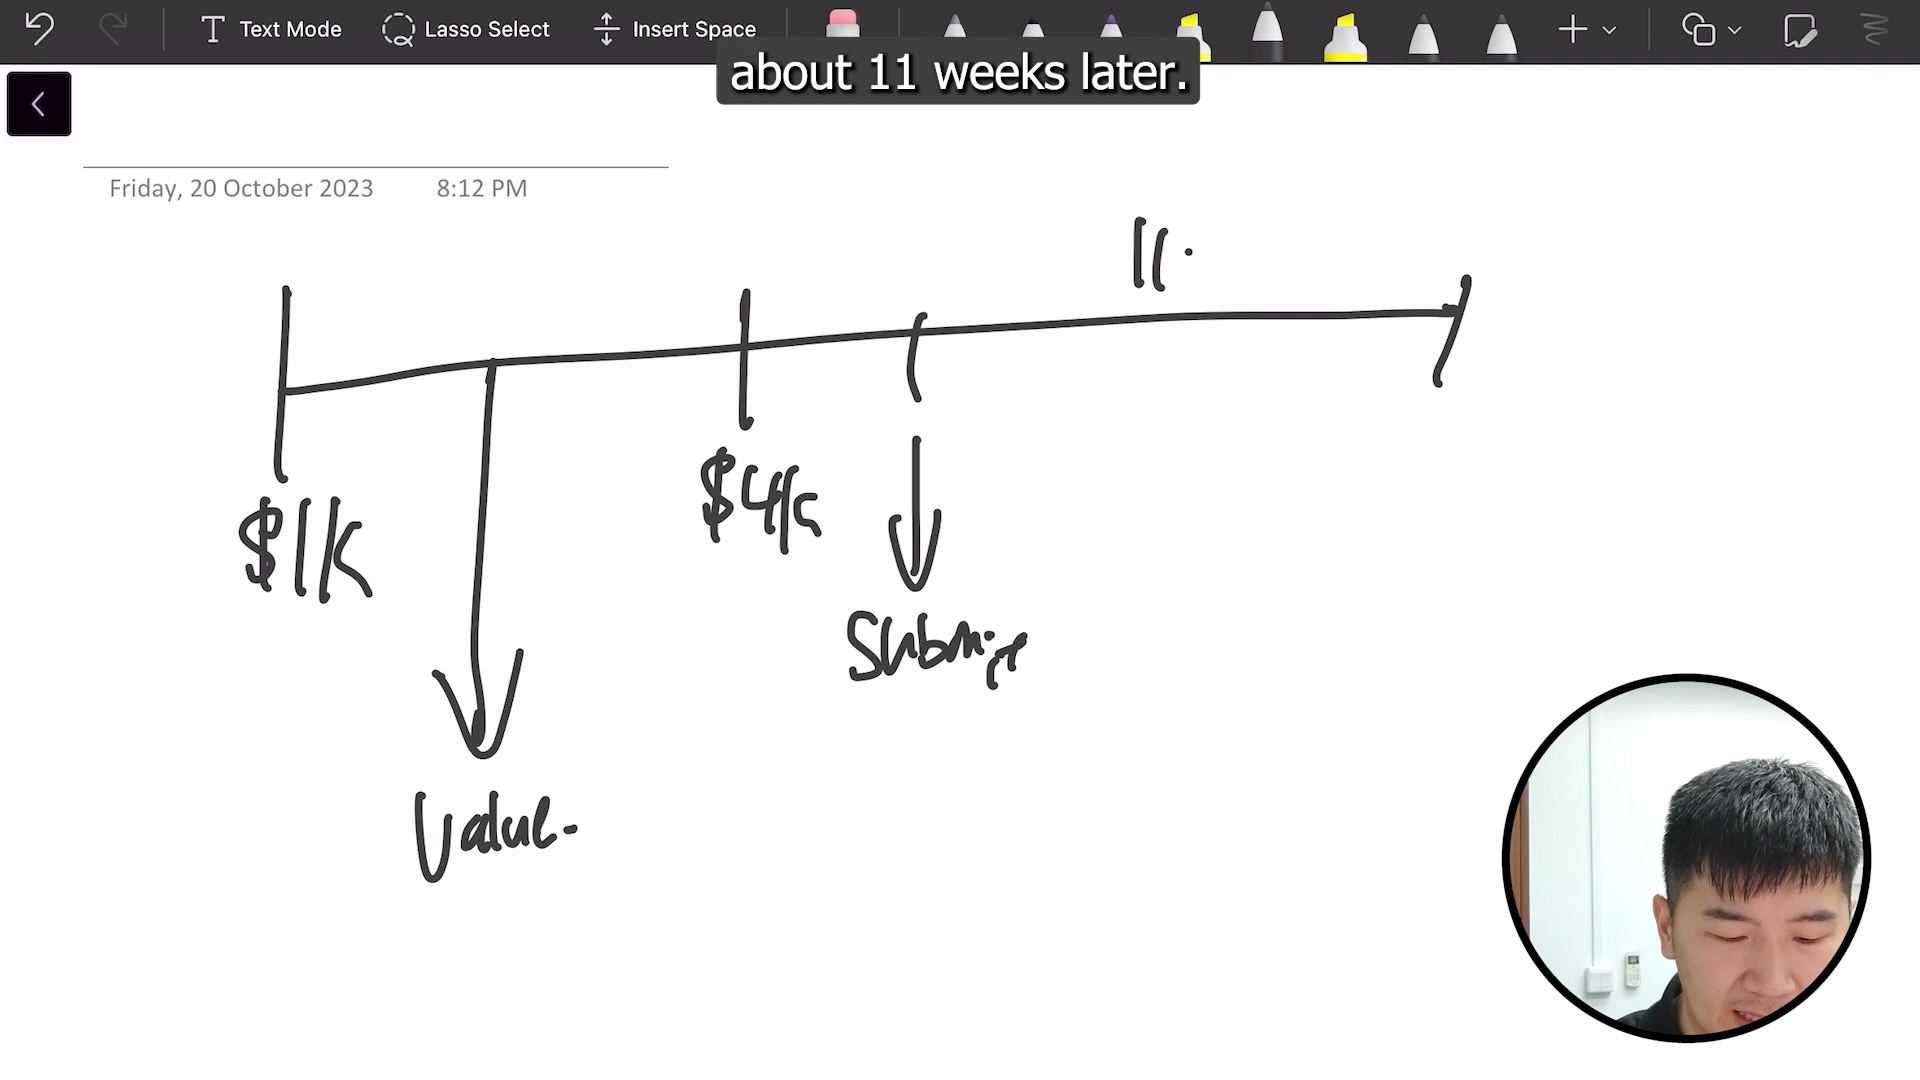 Text Mode
Lasso Select
Insert Space
about 11 weeks later.
Friday, 20 October 2023 8:12 PM
11.
$1K
$4K
Submit
Value.